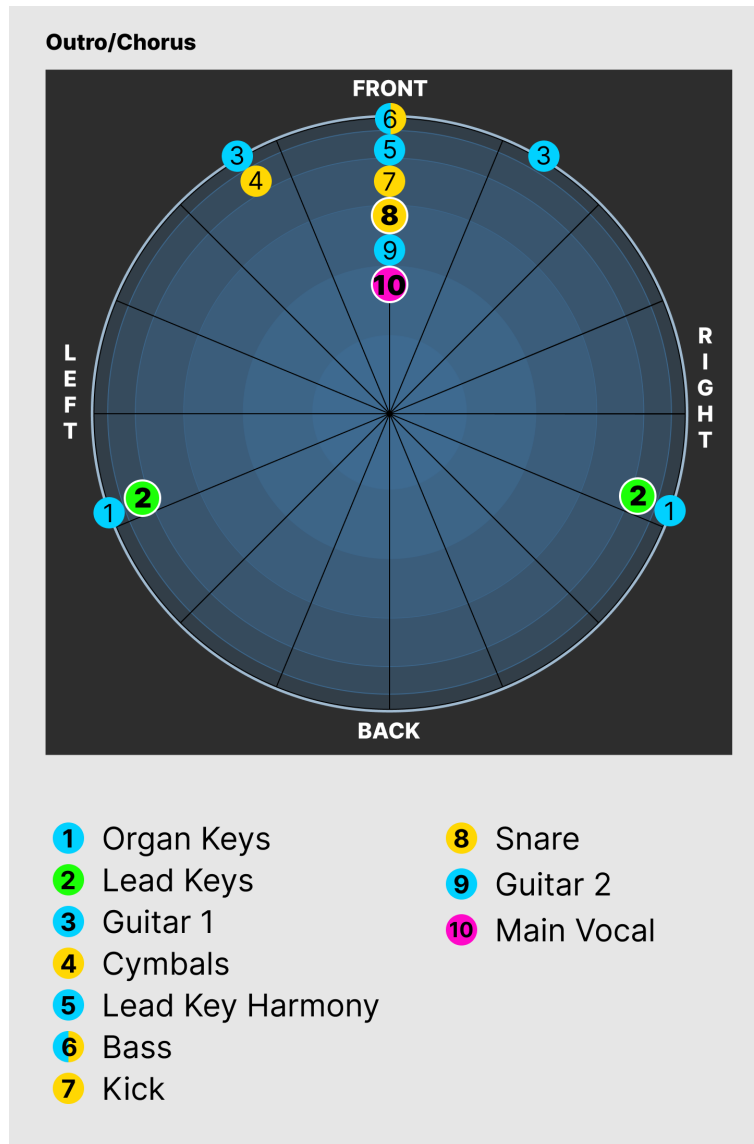 Outro/Chorus
FRONT
6
3
5
3
4
7
8
9
10
LEFT
RIGHT
2
2
1
1
BACK
1 Organ Keys
2 Lead Keys
3 Guitar 1
4 Cymbals
5 Lead Key Harmony
6 Bass
7 Kick
8 Snare
9 Guitar 2
10 Main Vocal